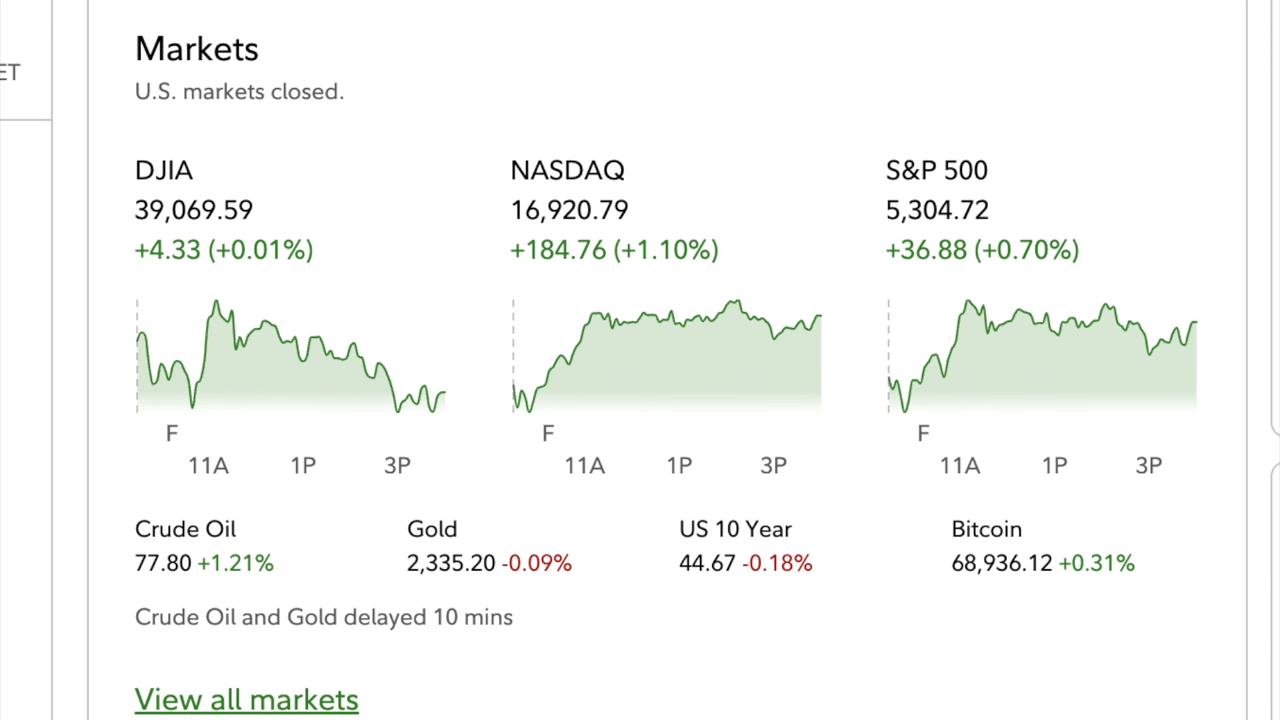 ET
Markets
U.S. markets closed.
DJIA
39,069.59
+4.33 (+0.01%)
F
11A 1P 3P
NASDAQ
16,920.79
+184.76 (+1.10%)
F
11A 1P 3P
S&P 500
5,304.72
+36.88 (+0.70%)
F
11A 1P 3P
Crude Oil
77.80 +1.21%
Gold
2,335.20 -0.09%
US 10 Year
44.67 -0.18%
Bitcoin
68,936.12 +0.31%
Crude Oil and Gold delayed 10 mins
View all markets